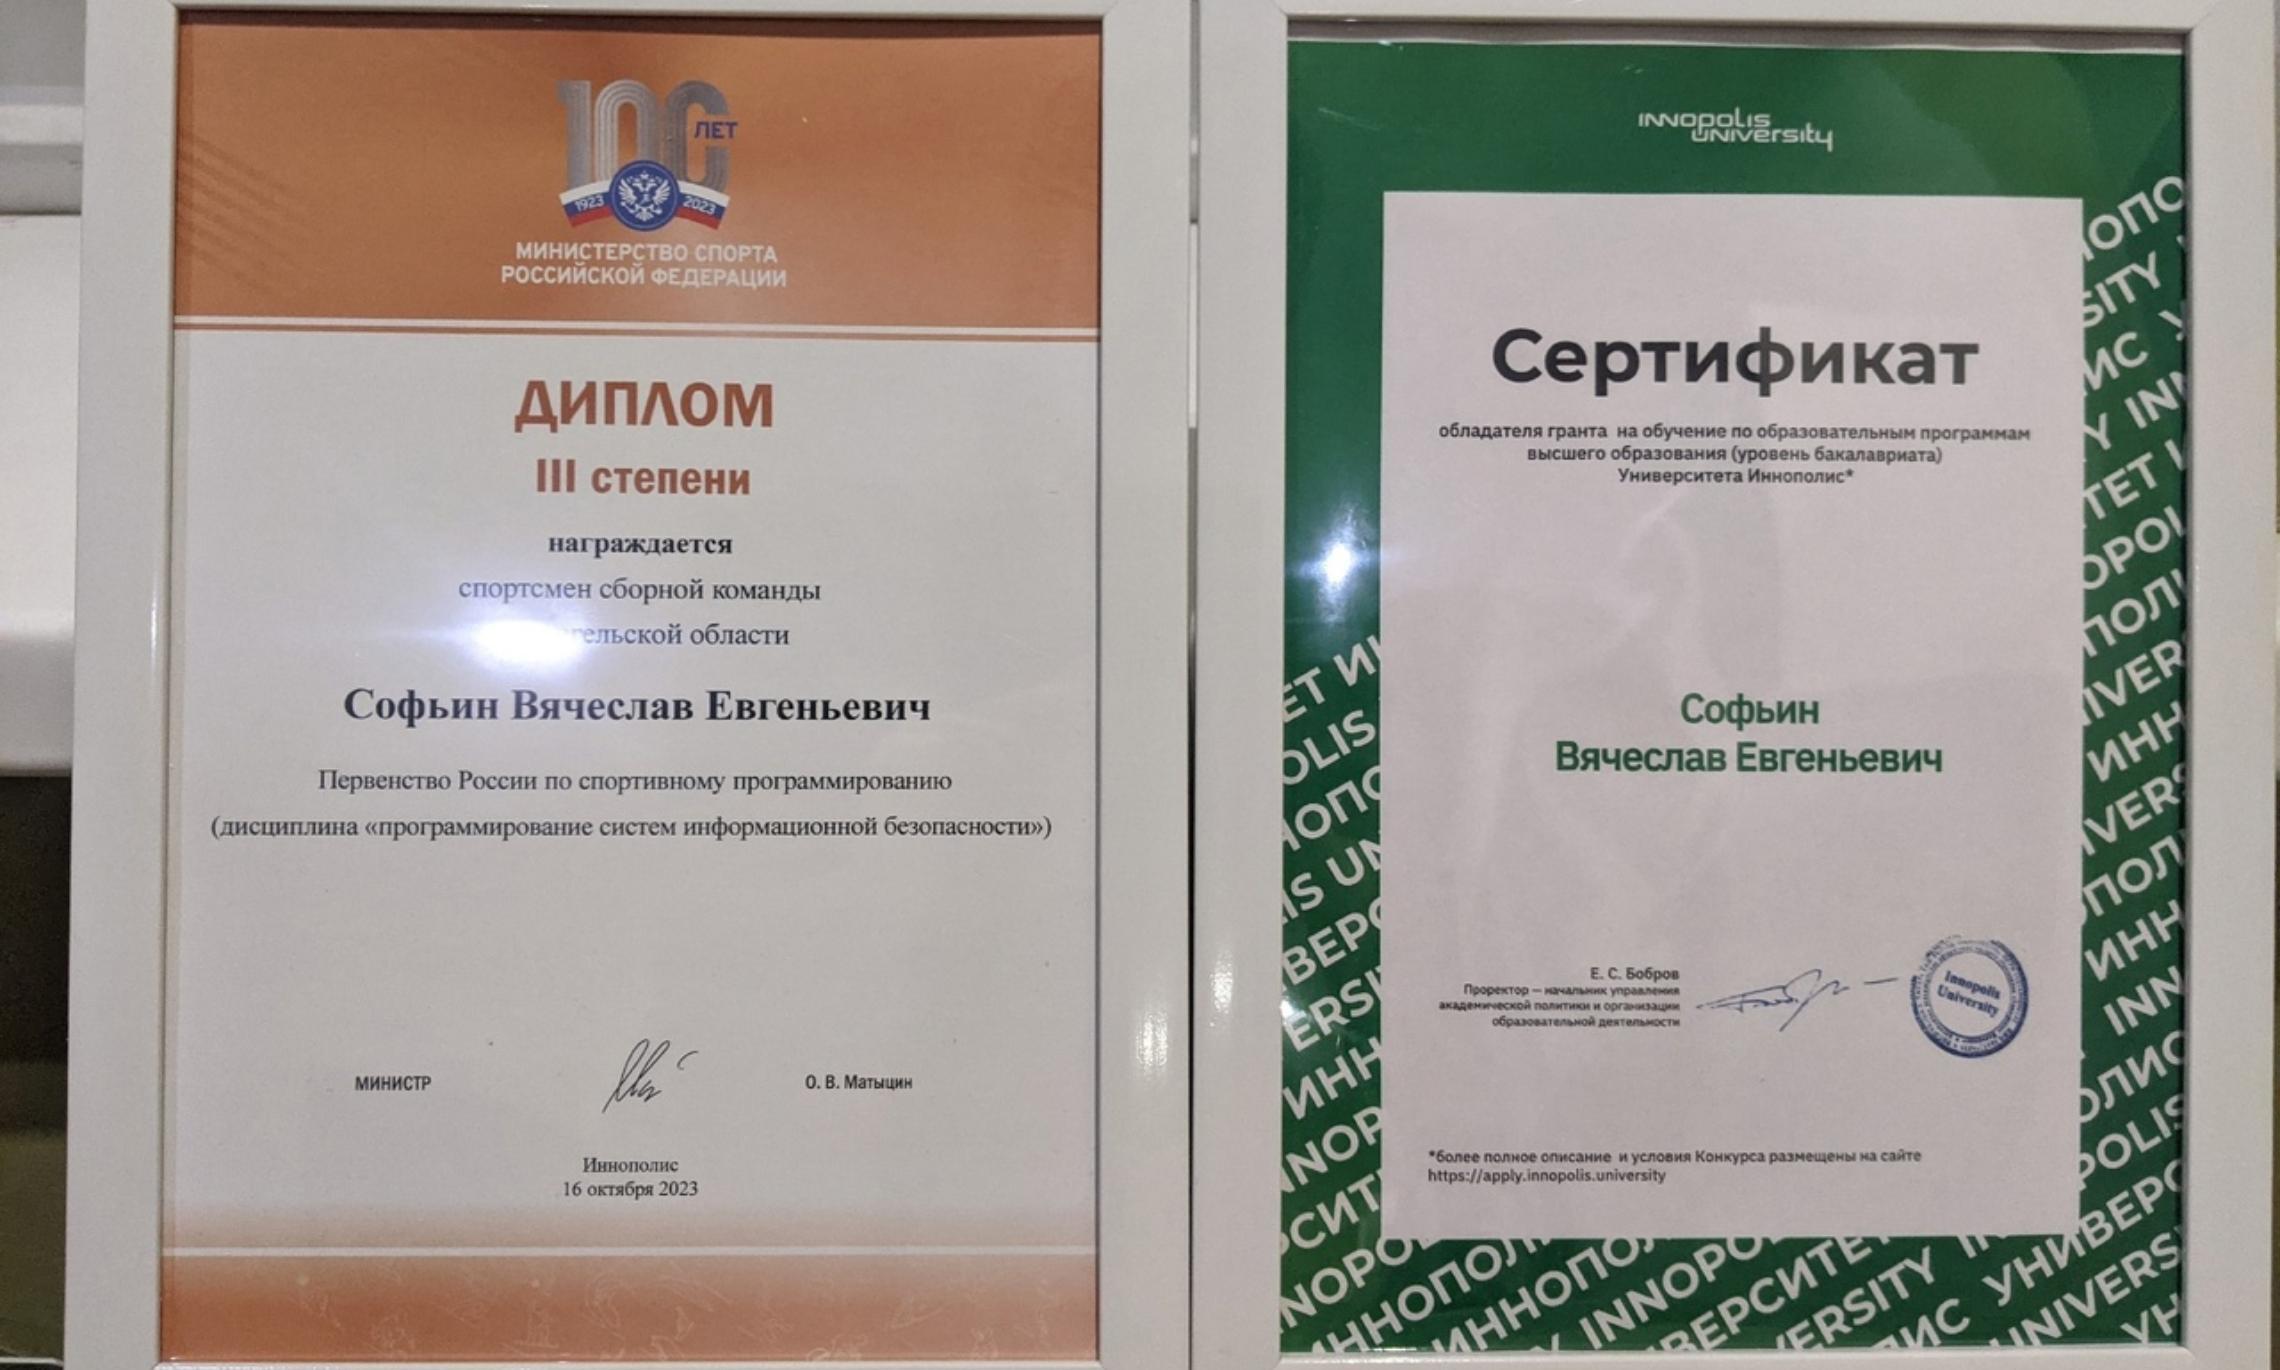 100 ЛЕТ
1923 2023
МИНИСТЕРСТВО СПОРТА
РОССИЙСКОЙ ФЕДЕРАЦИИ
ДИПЛОМ
III степени
награждается
спортсмен сборной команды
области
Софьин Вячеслав Евгеньевич
Первенство России по спортивному программированию
(дисциплина «программирование систем информационной безопасности»)
МИНИСТР
О. В. Матыцин
Иннополис
16 октября 2023
INNOPOLIS
UNIVERSITY
Сертификат
обладателя гранта на обучение по образовательным программам
высшего образования (уровень бакалавриата)
Университета Иннополис*
Софьин
Вячеслав Евгеньевич
Е. С. Бобров
Проректор — начальник управления
академической политики и организации
образовательной деятельности
Innopolis
University
*более полное описание и условия Конкурса размещены на сайте
https://apply.innopolis.university